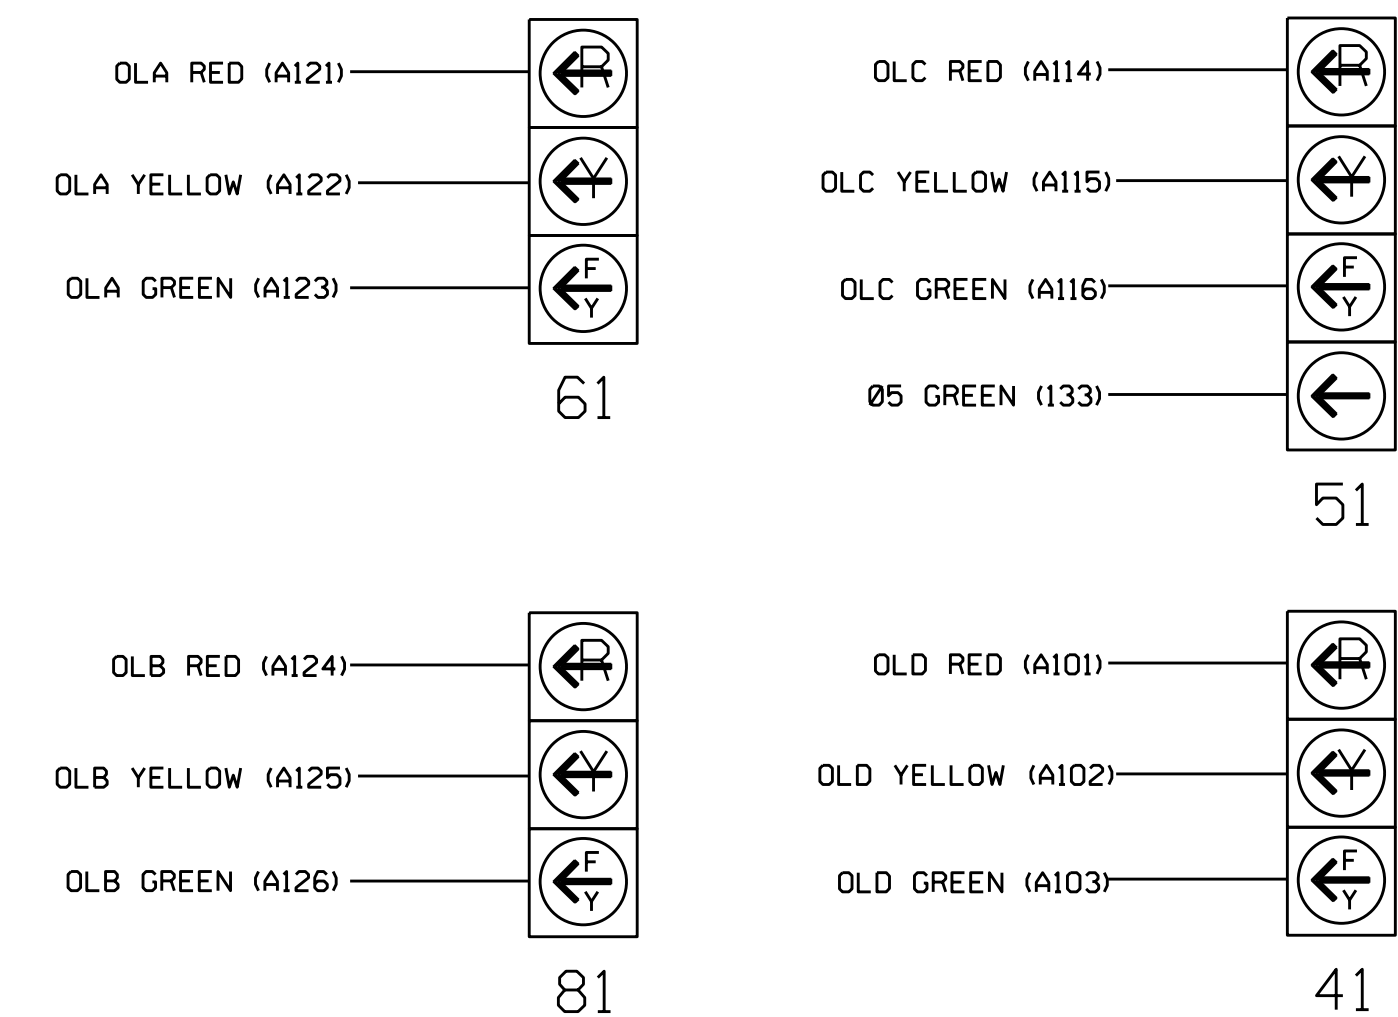 OLA RED (A121)
R
OLA YELLOW (A122)
Y
OLA GREEN (A123)
F
Y
61
OLC RED (A114)
R
OLC YELLOW (A115)
Y
OLC GREEN (A116)
F
Y
Ø5 GREEN (133)
51
OLB RED (A124)
R
OLB YELLOW (A125)
Y
OLB GREEN (A126)
F
Y
81
OLD RED (A101)
R
OLD YELLOW (A102)
Y
OLD GREEN (A103)
F
Y
41